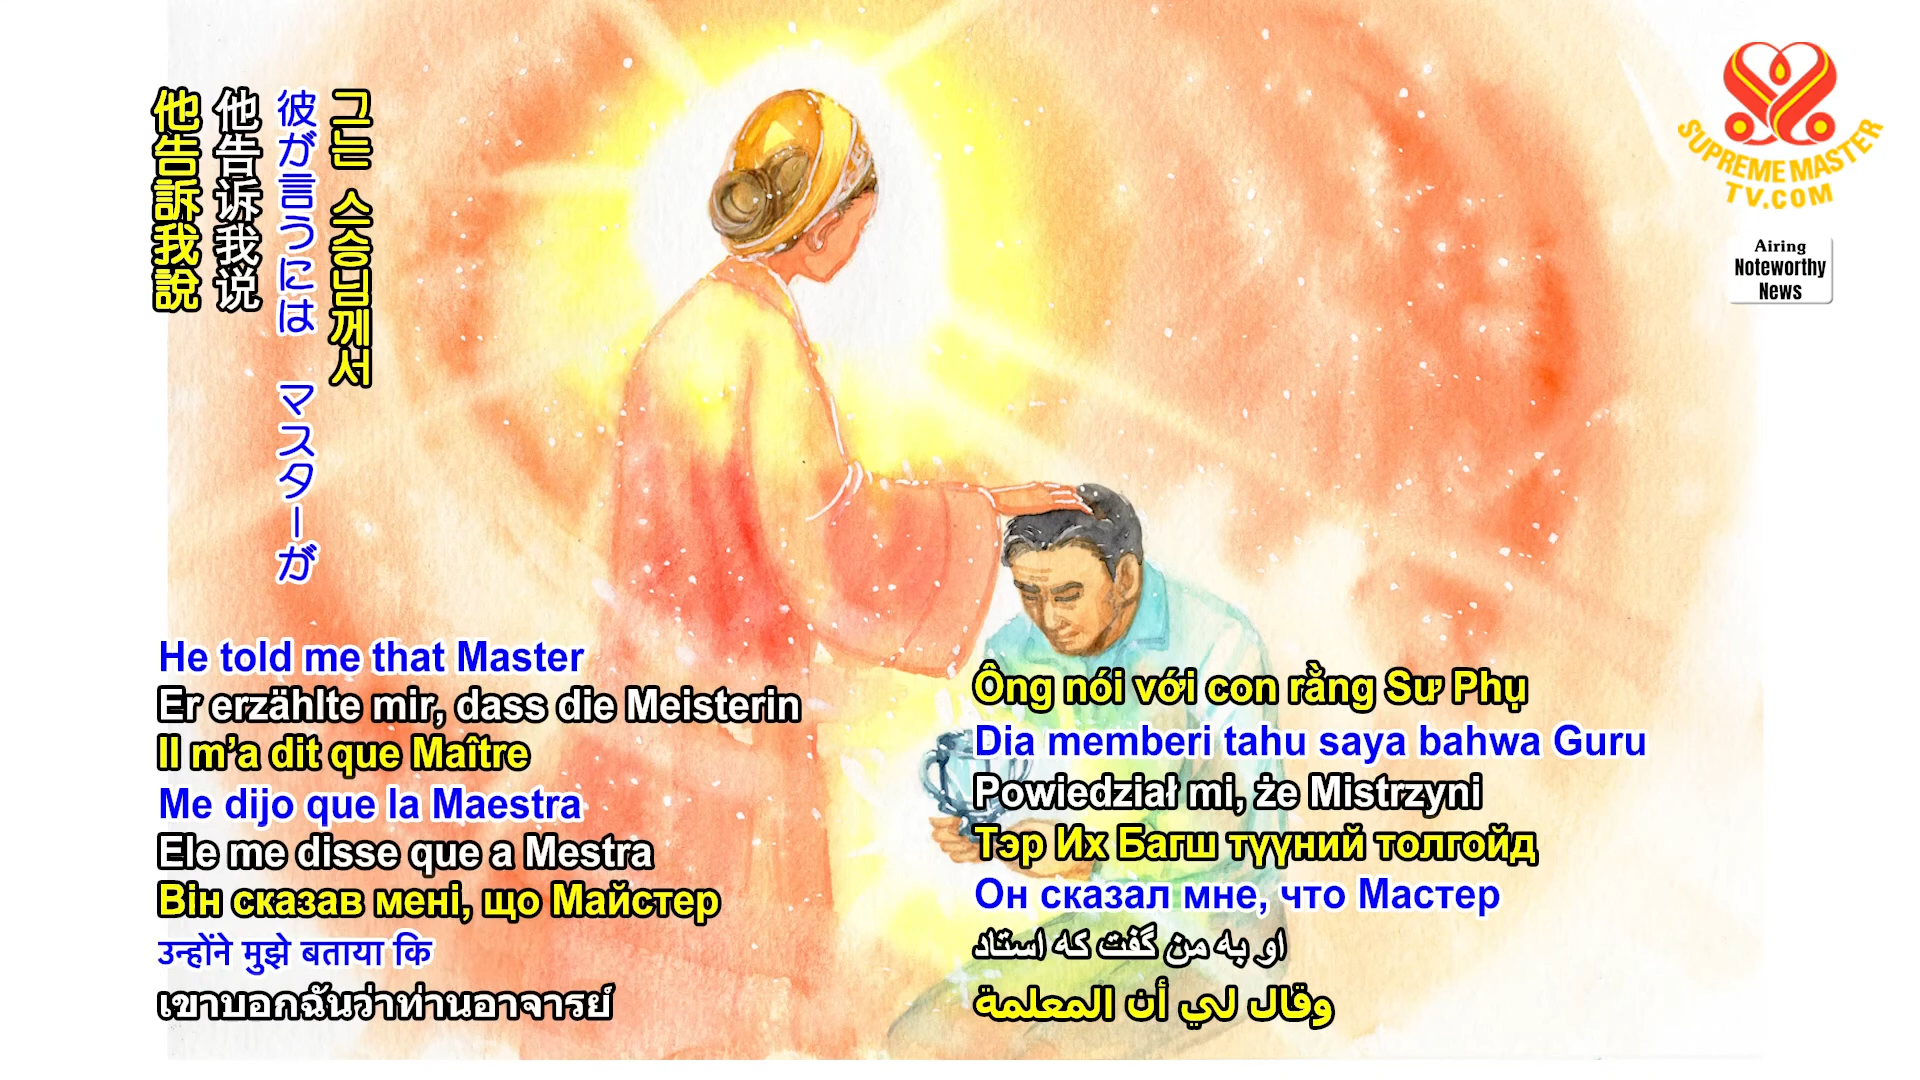 他告訴我說
他告诉我说
彼が言うには　マスターが
그는 스승님께서
SUPREME MASTER
TV.COM
Airing
Noteworthy
News
He told me that Master
Er erzählte mir, dass die Meisterin
Il m’a dit que Maître
Me dijo que la Maestra
Ele me disse que a Mestra
Він сказав мені, що Майстер
उन्होंने मुझे बताया कि
เขาบอกฉันว่าท่านอาจารย์
Ông nói với con rằng Sư Phụ
Dia memberi tahu saya bahwa Guru
Powiedział mi, że Mistrzyni
Тэр Их Багш түүний толгойд
Он сказал мне, что Мастер
او به من گفت که استاد
وقال لي أن المعلمة